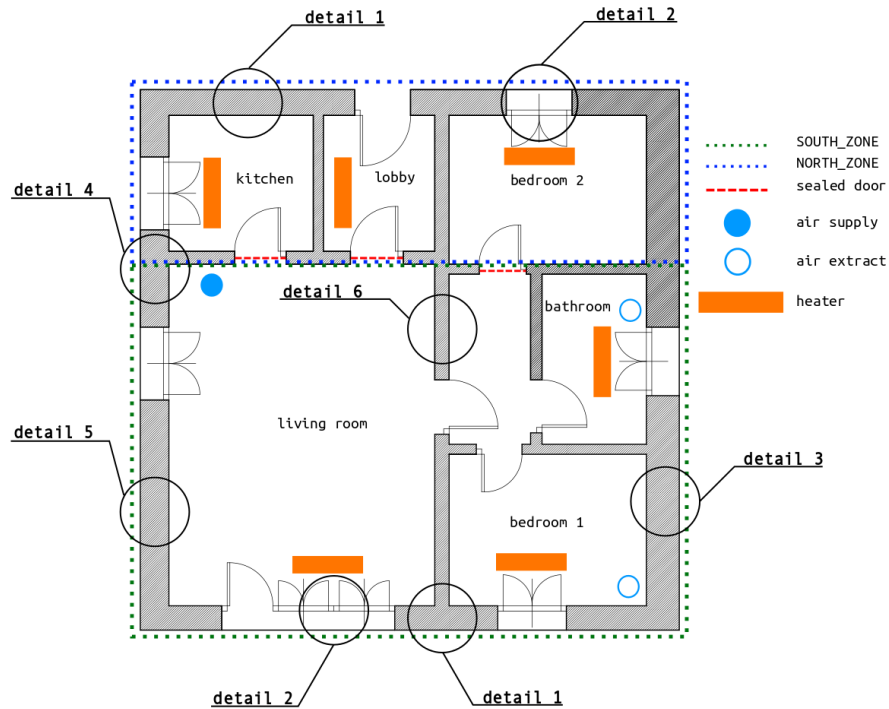 detail 1
detail 2
SOUTH_ZONE
NORTH_ZONE
sealed door
air supply
air extract
heater
kitchen
lobby
bedroom 2
detail 4
detail 6
bathroom
living room
detail 5
detail 3
bedroom 1
detail 2
detail 1